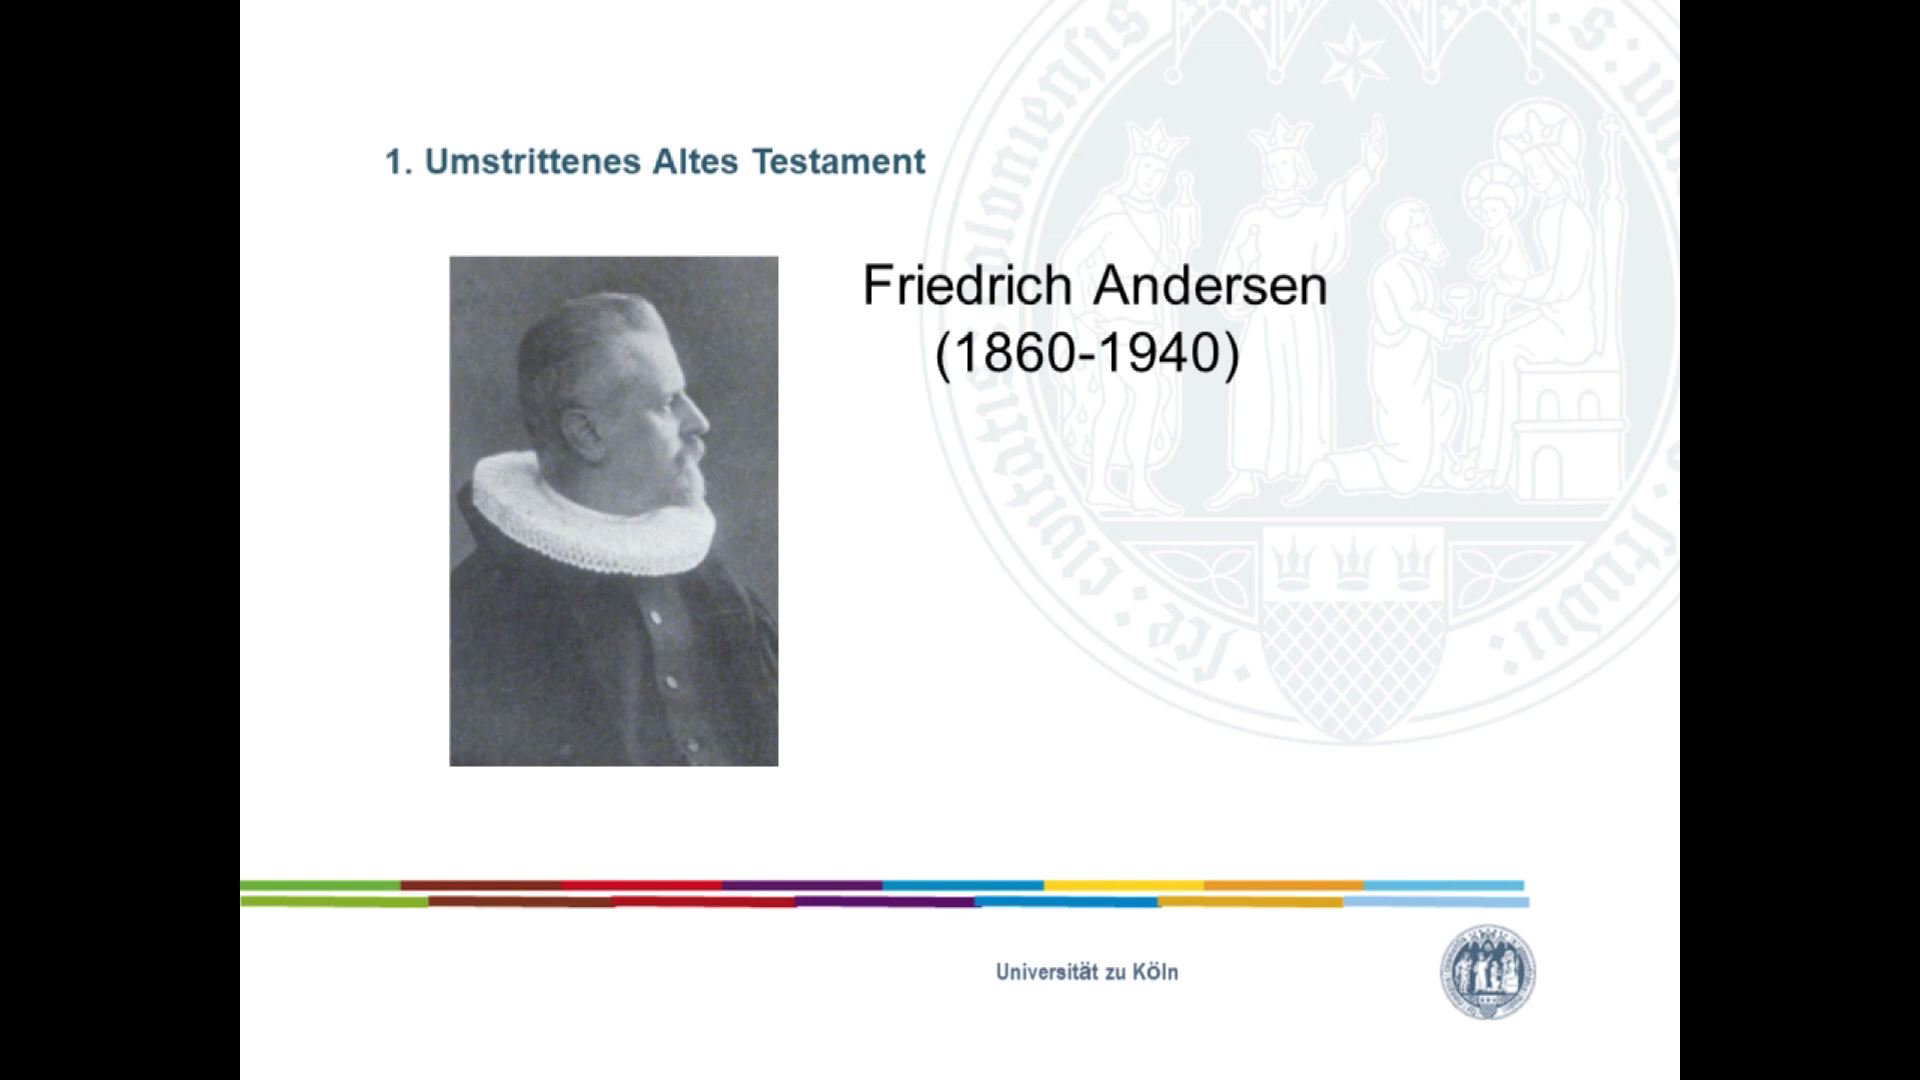 1. Umstrittenes Altes Testament
Friedrich Andersen
(1860-1940)
Universität zu Köln